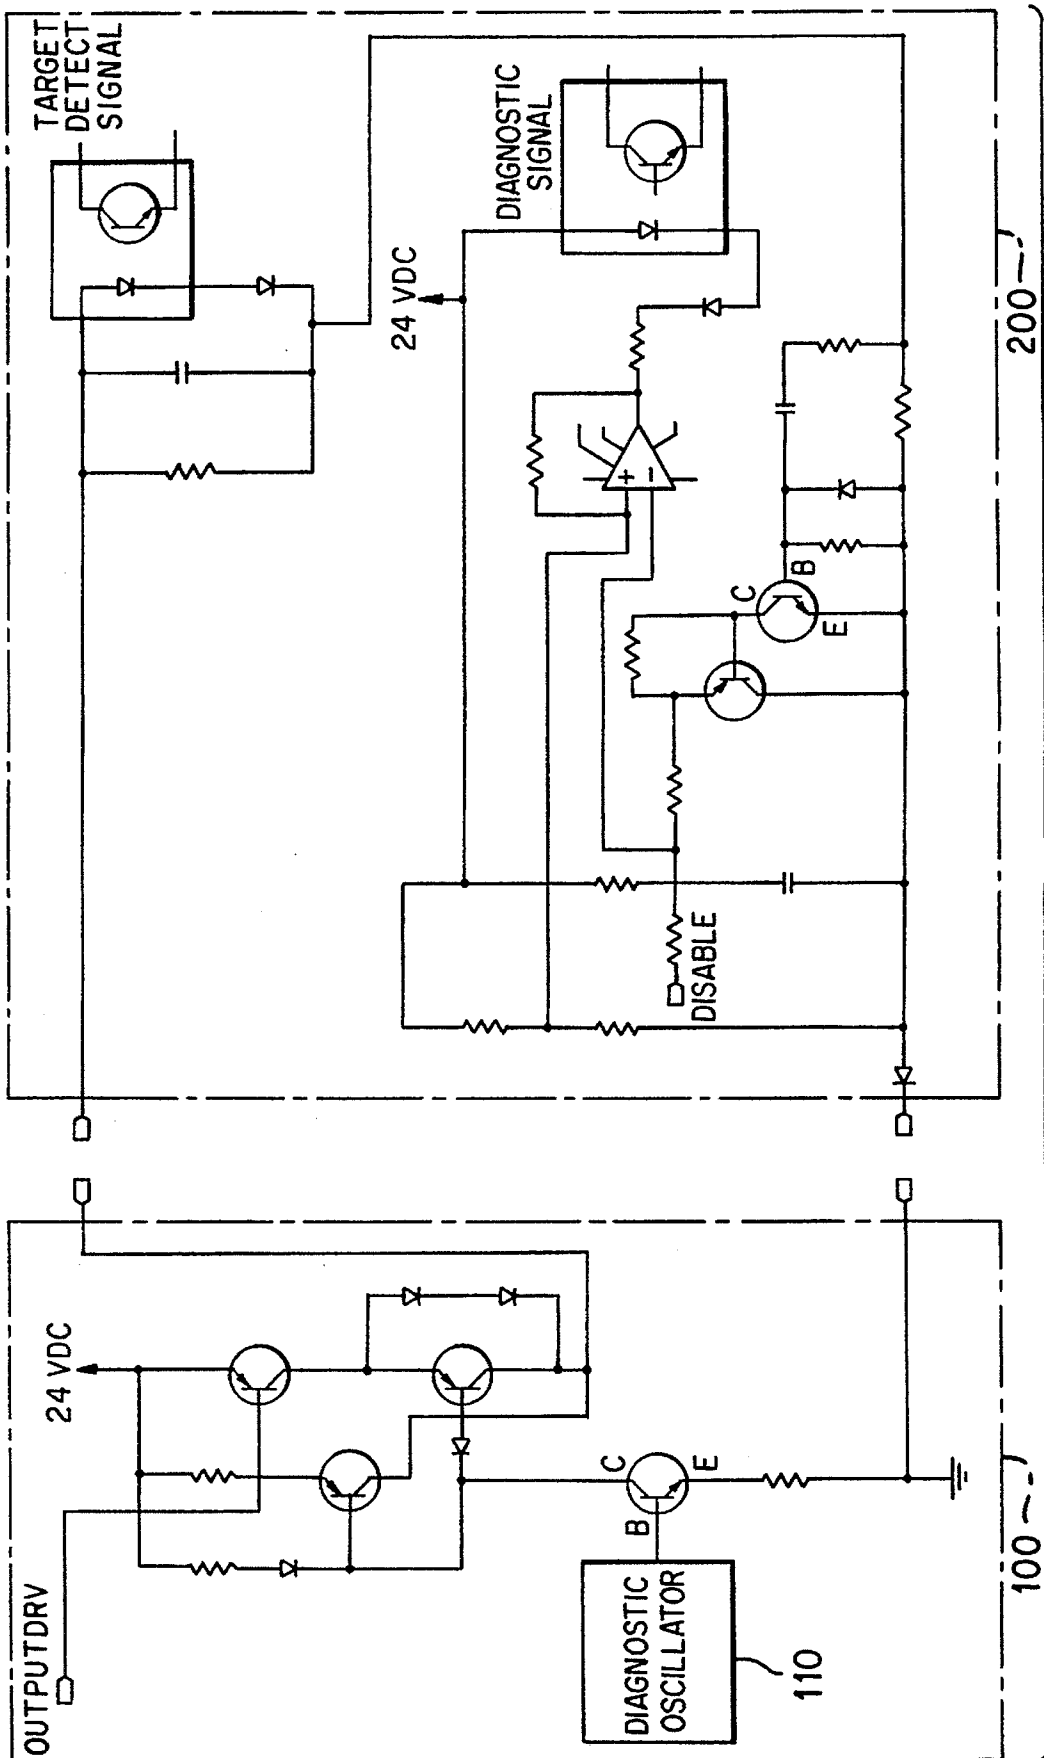 TARGET
DETECT
SIGNAL
DIAGNOSTIC
SIGNAL
24 VDC
+
−
C
B
E
DISABLE
200
24 VDC
OUTPUTDRV
C
E
B
DIAGNOSTIC
OSCILLATOR
110
100